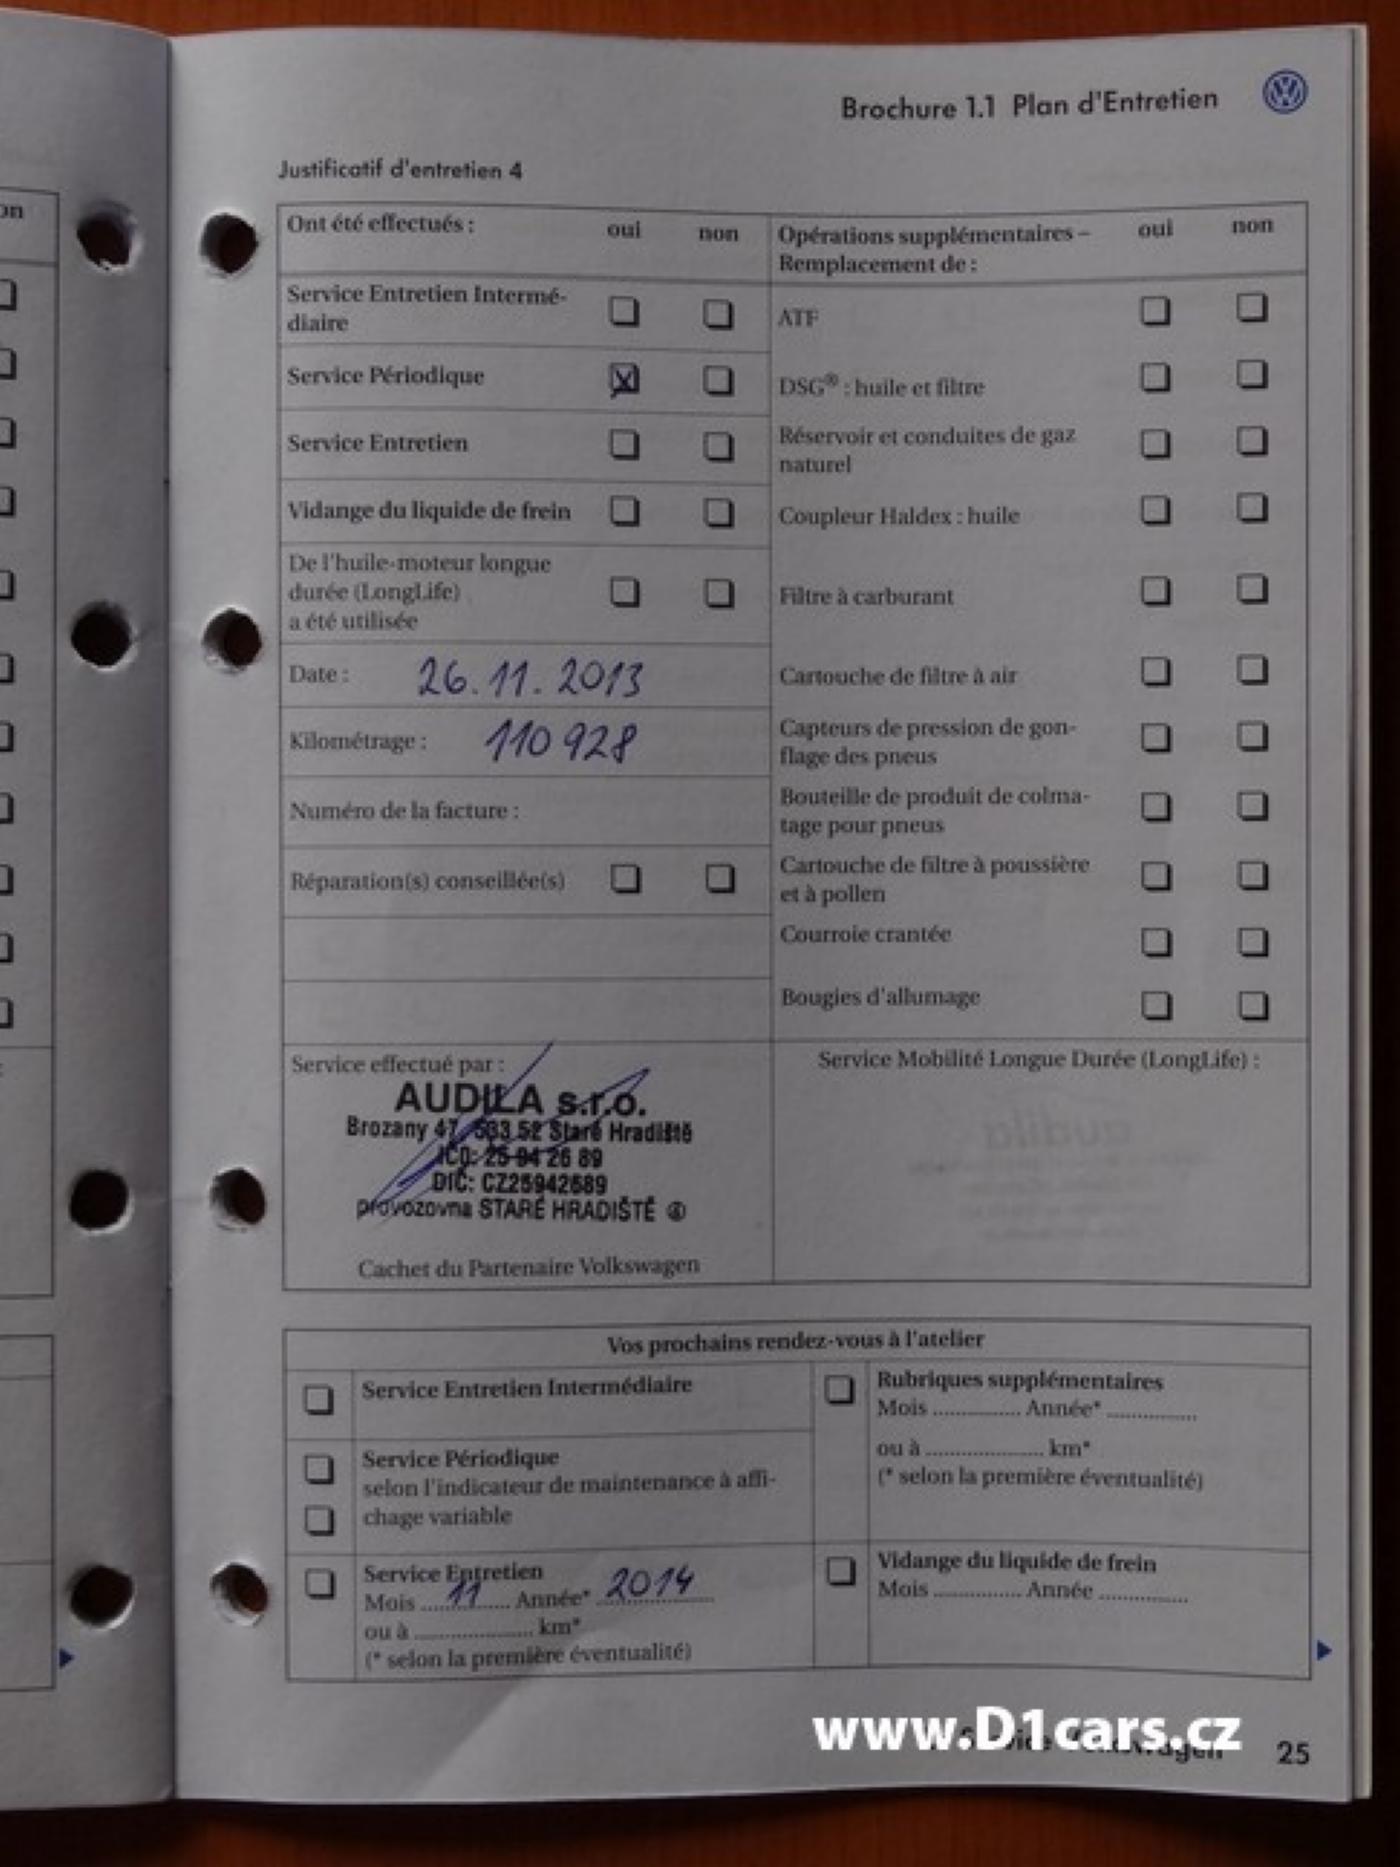 on
Brochure 1.1 Plan d'Entretien
Justificatif d'entretien 4
Ont été effectués : oui non
Service Entretien Intermé-
diaire
Service Périodique X
Service Entretien
Vidange du liquide de frein
De l'huile-moteur longue
durée (LongLife)
a été utilisée
Date : 26.11.2013
Kilométrage : 110 928
Numéro de la facture :
Réparation(s) conseillée(s)
Opérations supplémentaires – oui non
Remplacement de :
ATF
DSG® : huile et filtre
Réservoir et conduites de gaz
naturel
Coupleur Haldex : huile
Filtre à carburant
Cartouche de filtre à air
Capteurs de pression de gon-
flage des pneus
Bouteille de produit de colma-
tage pour pneus
Cartouche de filtre à poussière
et à pollen
Courroie crantée
Bougies d'allumage
Service effectué par :
AUDILA s.r.o.
Brozany 47, 533 52 Staré Hradiště
IČO: 25 94 26 89
DIČ: CZ25942689
provozovna STARÉ HRADIŠTĚ ④
Cachet du Partenaire Volkswagen
Service Mobilité Longue Durée (LongLife) :
Vos prochains rendez-vous à l'atelier
Service Entretien Intermédiaire
Service Périodique
selon l'indicateur de maintenance à affi-
chage variable
Service Entretien
Mois 11 Année* 2014
ou à .................... km*
(* selon la première éventualité)
Rubriques supplémentaires
Mois ............... Année* ...............
ou à .................... km*
(* selon la première éventualité)
Vidange du liquide de frein
Mois ............... Année ...............
www.D1cars.cz
Volkswagen 25